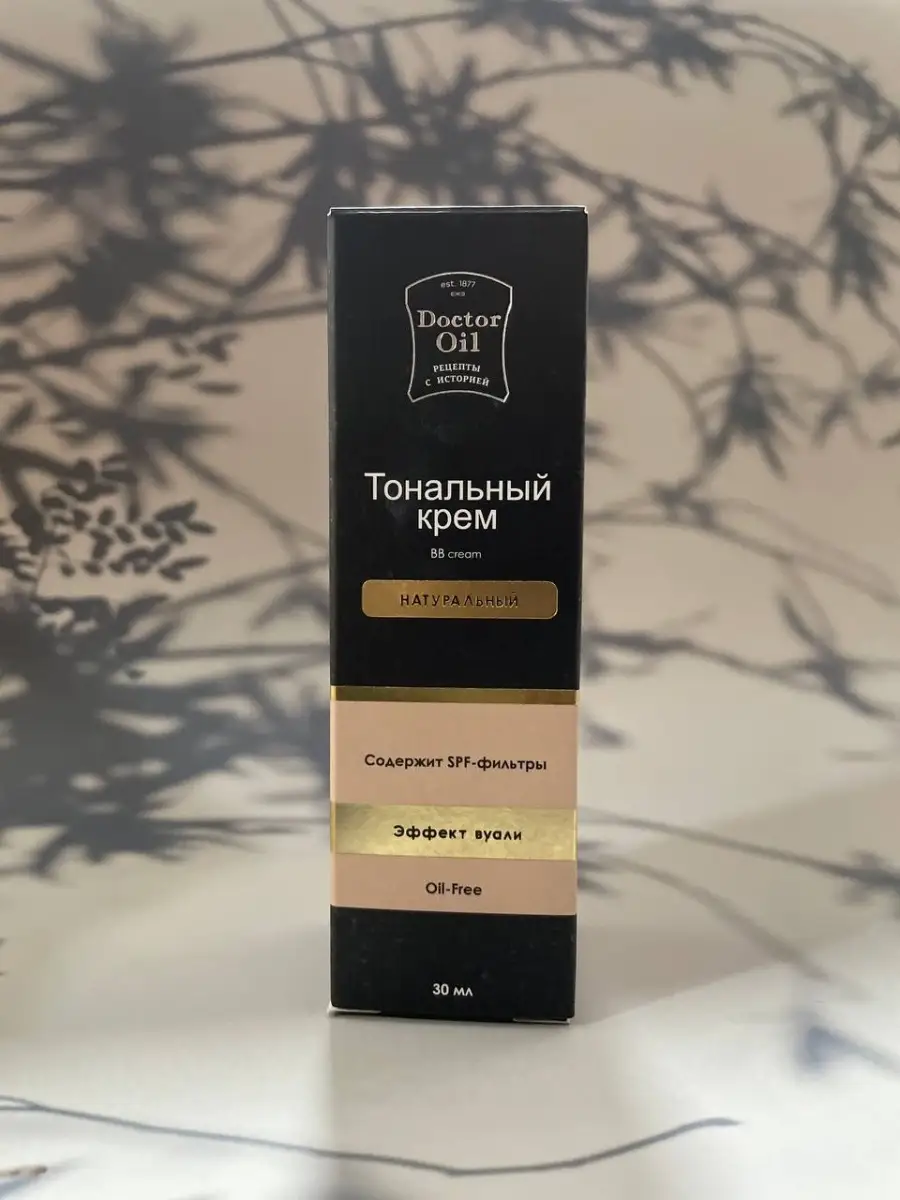 est. 1877
Doctor
Oil
РЕЦЕПТЫ
С ИСТОРИЕЙ
Тональный
крем
BB cream
НАТУРАЛЬНЫЙ
Содержит SPF-фильтры
Эффект вуали
Oil-Free
30 мл